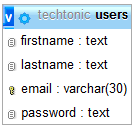 v techtonic users
firstname : text
lastname : text
email : varchar(30)
password : text